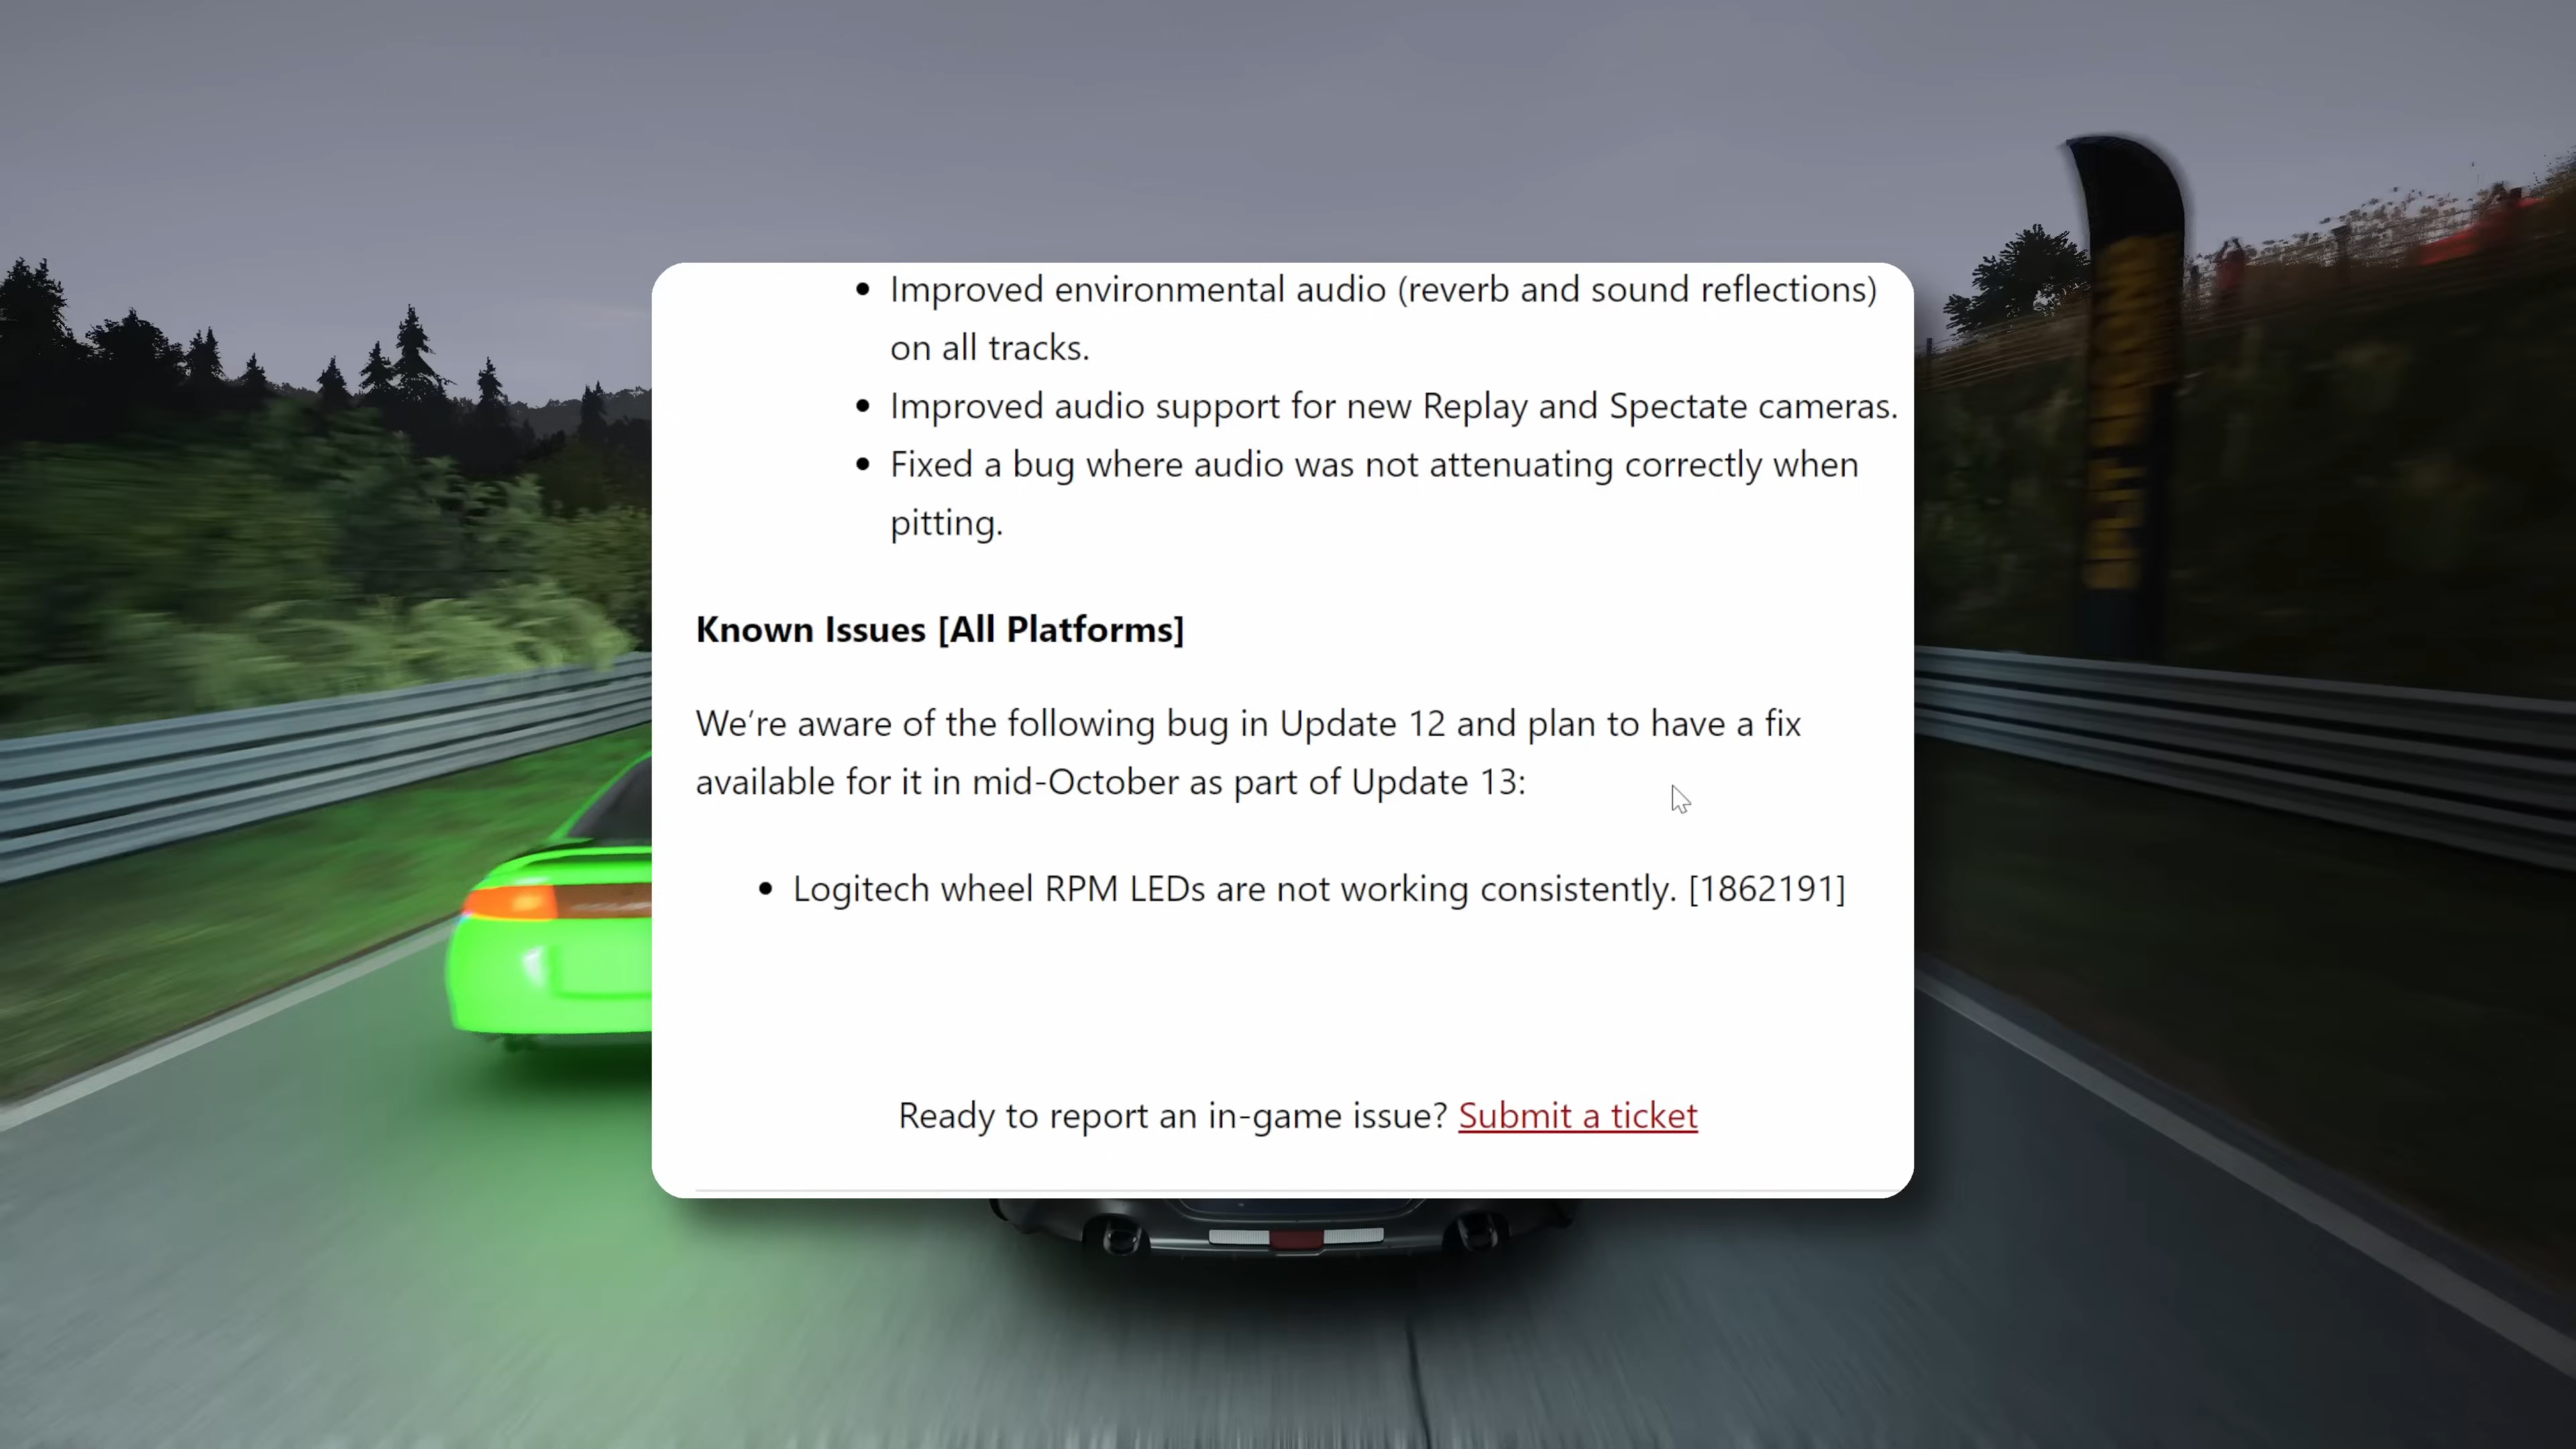 • Improved environmental audio (reverb and sound reflections)
on all tracks.
• Improved audio support for new Replay and Spectate cameras.
• Fixed a bug where audio was not attenuating correctly when
pitting.
Known Issues [All Platforms]
We’re aware of the following bug in Update 12 and plan to have a fix
available for it in mid-October as part of Update 13:
• Logitech wheel RPM LEDs are not working consistently. [1862191]
Ready to report an in-game issue? Submit a ticket